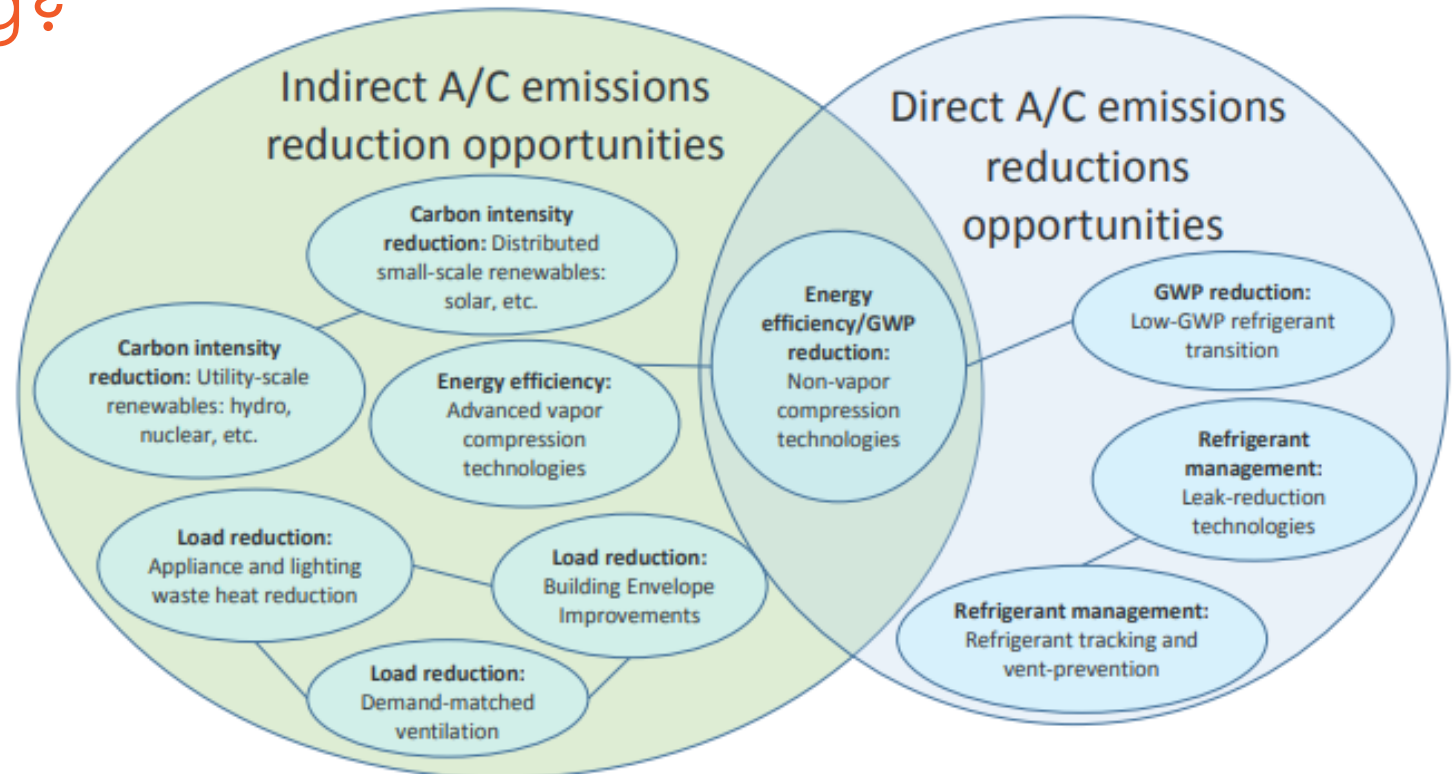 g?
Indirect A/C emissions
reduction opportunities
Direct A/C emissions
reductions
opportunities
Carbon intensity
reduction: Distributed
small-scale renewables:
solar, etc.
Carbon intensity
reduction: Utility-scale
renewables: hydro,
nuclear, etc.
Energy efficiency:
Advanced vapor
compression
technologies
Energy
efficiency/GWP
reduction:
Non-vapor
compression
technologies
GWP reduction:
Low-GWP refrigerant
transition
Refrigerant
management:
Leak-reduction
technologies
Refrigerant management:
Refrigerant tracking and
vent-prevention
Load reduction:
Appliance and lighting
waste heat reduction
Load reduction:
Building Envelope
Improvements
Load reduction:
Demand-matched
ventilation